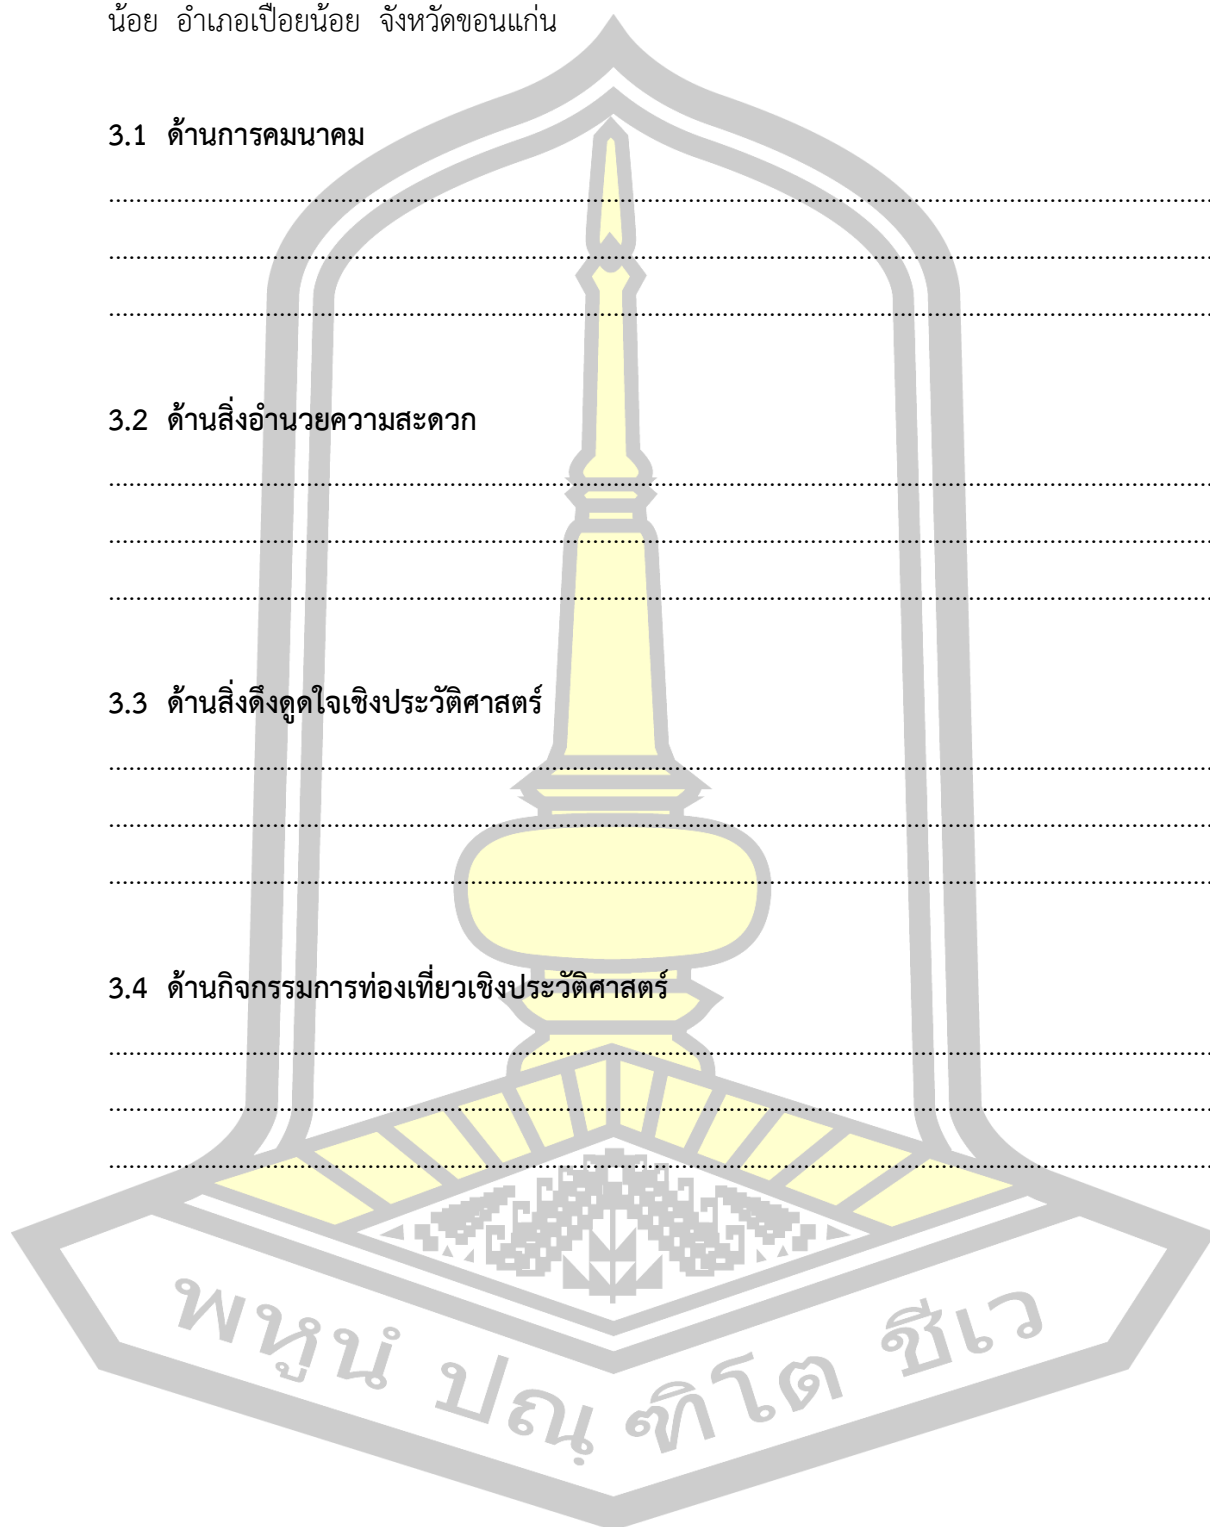 น้อย อำเภอเปือยน้อย จังหวัดขอนแก่น
3.1 ด้านการคมนาคม
3.2 ด้านสิ่งอำนวยความสะดวก
3.3 ด้านสิ่งดึงดูดใจเชิงประวัติศาสตร์
3.4 ด้านกิจกรรมการท่องเที่ยวเชิงประวัติศาสตร์
พหูนํ ปณฺฑิโต ชีเว